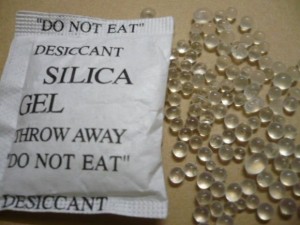 "DO NOT EAT"
DESICCANT
SILICA
GEL
THROW AWAY
"DO NOT EAT"
DESICCANT